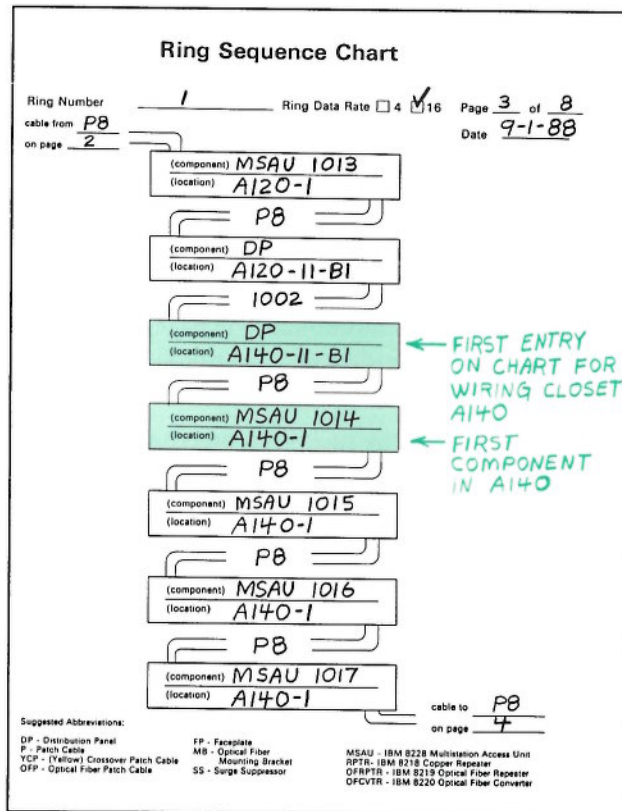 Ring Sequence Chart
Ring Number 1 Ring Data Rate 4 ✓ 16 Page 3 of 8
cable from P8
on page 2
Date 9-1-88
(component) MSAU 1013
(location) A120-1
P8
(component) DP
(location) A120-11-B1
1002
(component) DP
(location) A140-11-B1
FIRST ENTRY
ON CHART FOR
WIRING CLOSET
A140
P8
(component) MSAU 1014
(location) A140-1
FIRST
COMPONENT
IN A140
P8
(component) MSAU 1015
(location) A140-1
P8
(component) MSAU 1016
(location) A140-1
P8
(component) MSAU 1017
(location) A140-1
cable to P8
on page 4
Suggested Abbreviations:
DP - Distribution Panel
P - Patch Cable
YCP - (Yellow) Crossover Patch Cable
OFP - Optical Fiber Patch Cable
FP - Faceplate
MB - Optical Fiber
Mounting Bracket
SS - Surge Suppressor
MSAU - IBM 8228 Multistation Access Unit
RPTR- IBM 8218 Copper Repeater
OFRPTR - IBM 8219 Optical Fiber Repeater
OFCVTR - IBM 8220 Optical Fiber Converter